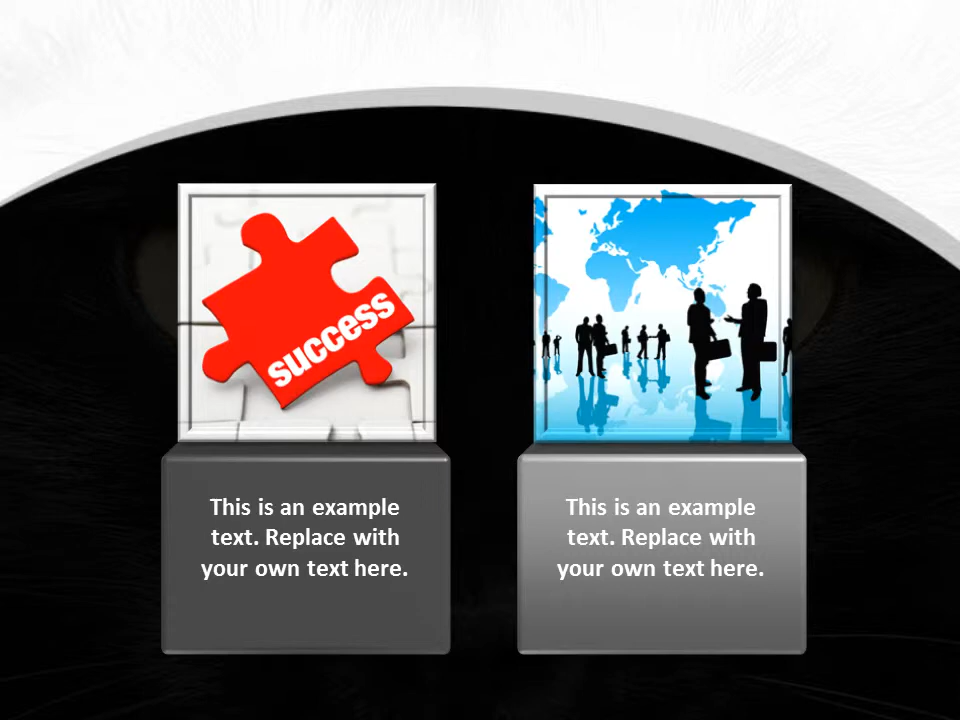 success
This is an example
text. Replace with
your own text here.
This is an example
text. Replace with
your own text here.